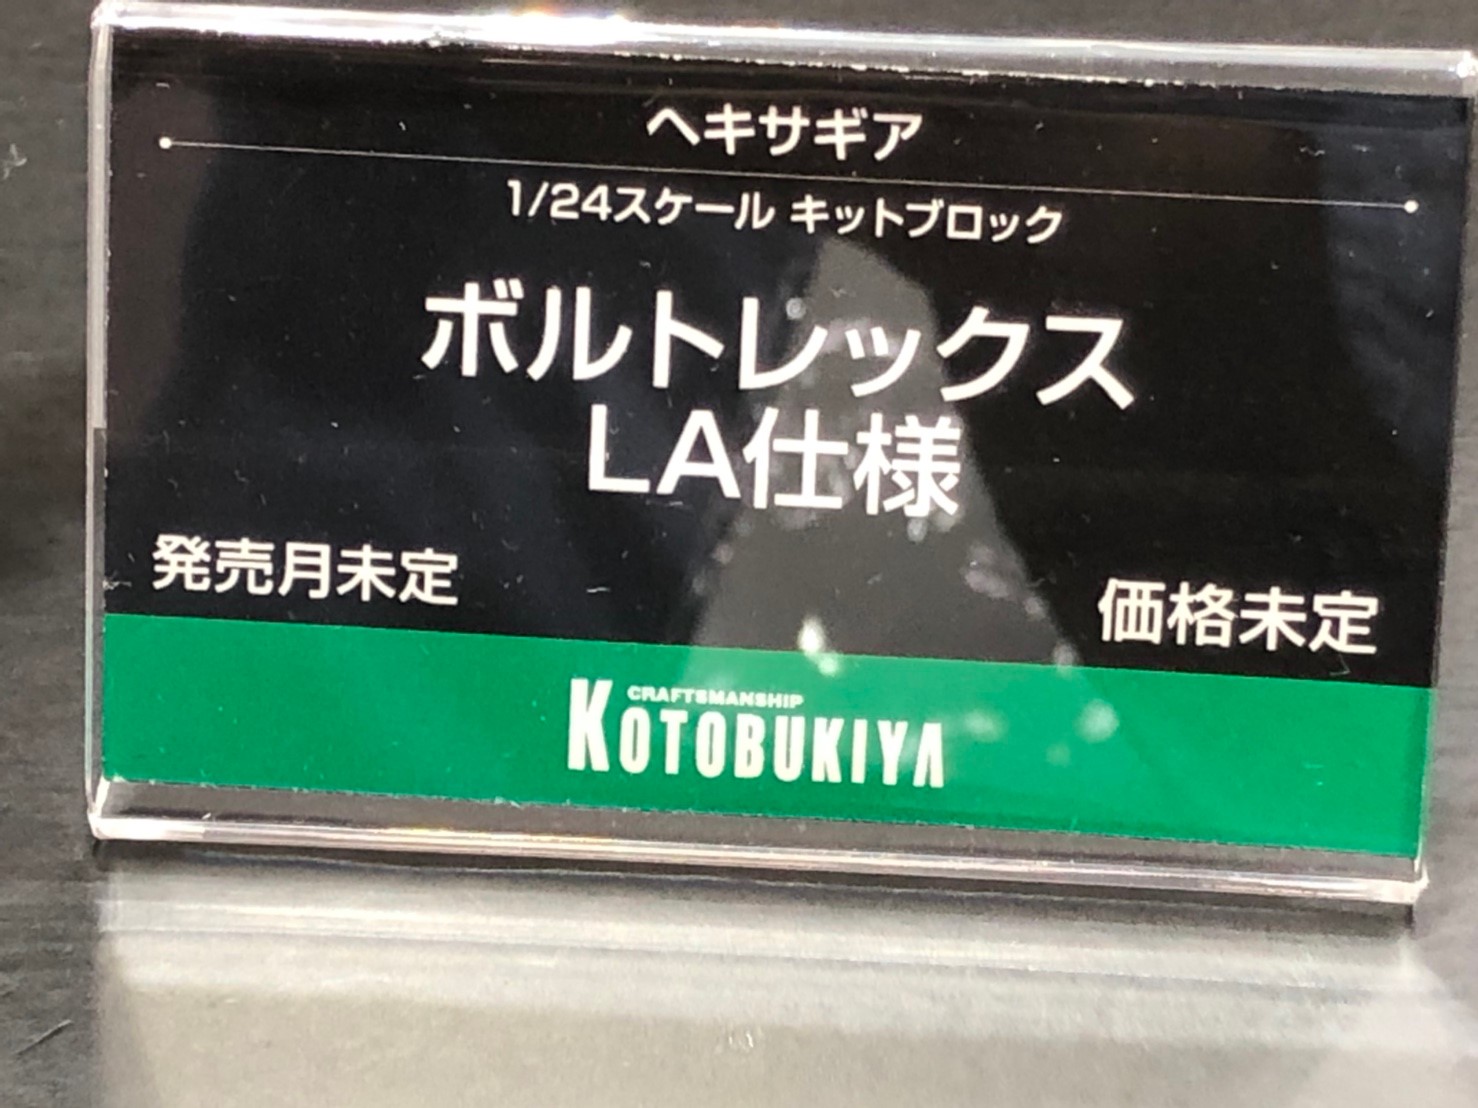 ヘキサギア
1/24スケール キットブロック
ボルトレックス
LA仕様
発売月未定
価格未定
CRAFTSMANSHIP
KOTOBUKIYA